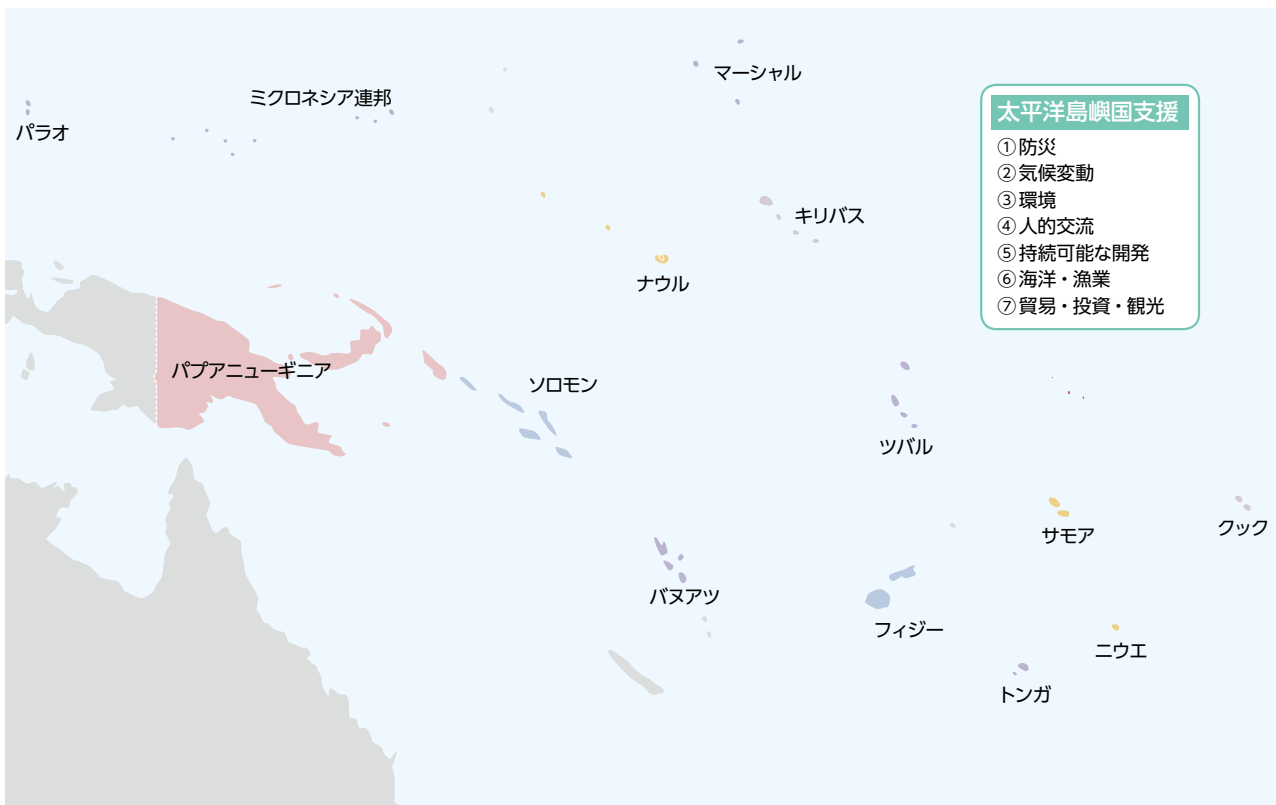 マーシャル
ミクロネシア連邦
パラオ
太平洋島嶼国支援
①防災
②気候変動
③環境
④人的交流
⑤持続可能な開発
⑥海洋・漁業
⑦貿易・投資・観光
キリバス
ナウル
パプアニューギニア
ソロモン
ツバル
サモア
クック
バヌアツ
フィジー
ニウエ
トンガ